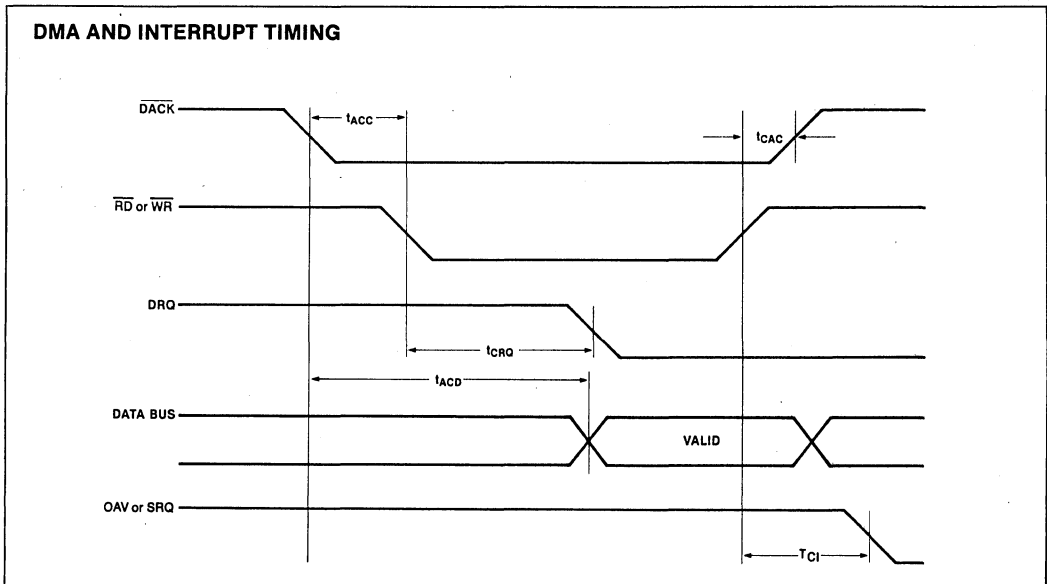 DMA AND INTERRUPT TIMING
DACK
tACC
tCAC
RD or WR
DRQ
tCRQ
tACD
DATA BUS
VALID
OAV or SRQ
TCI